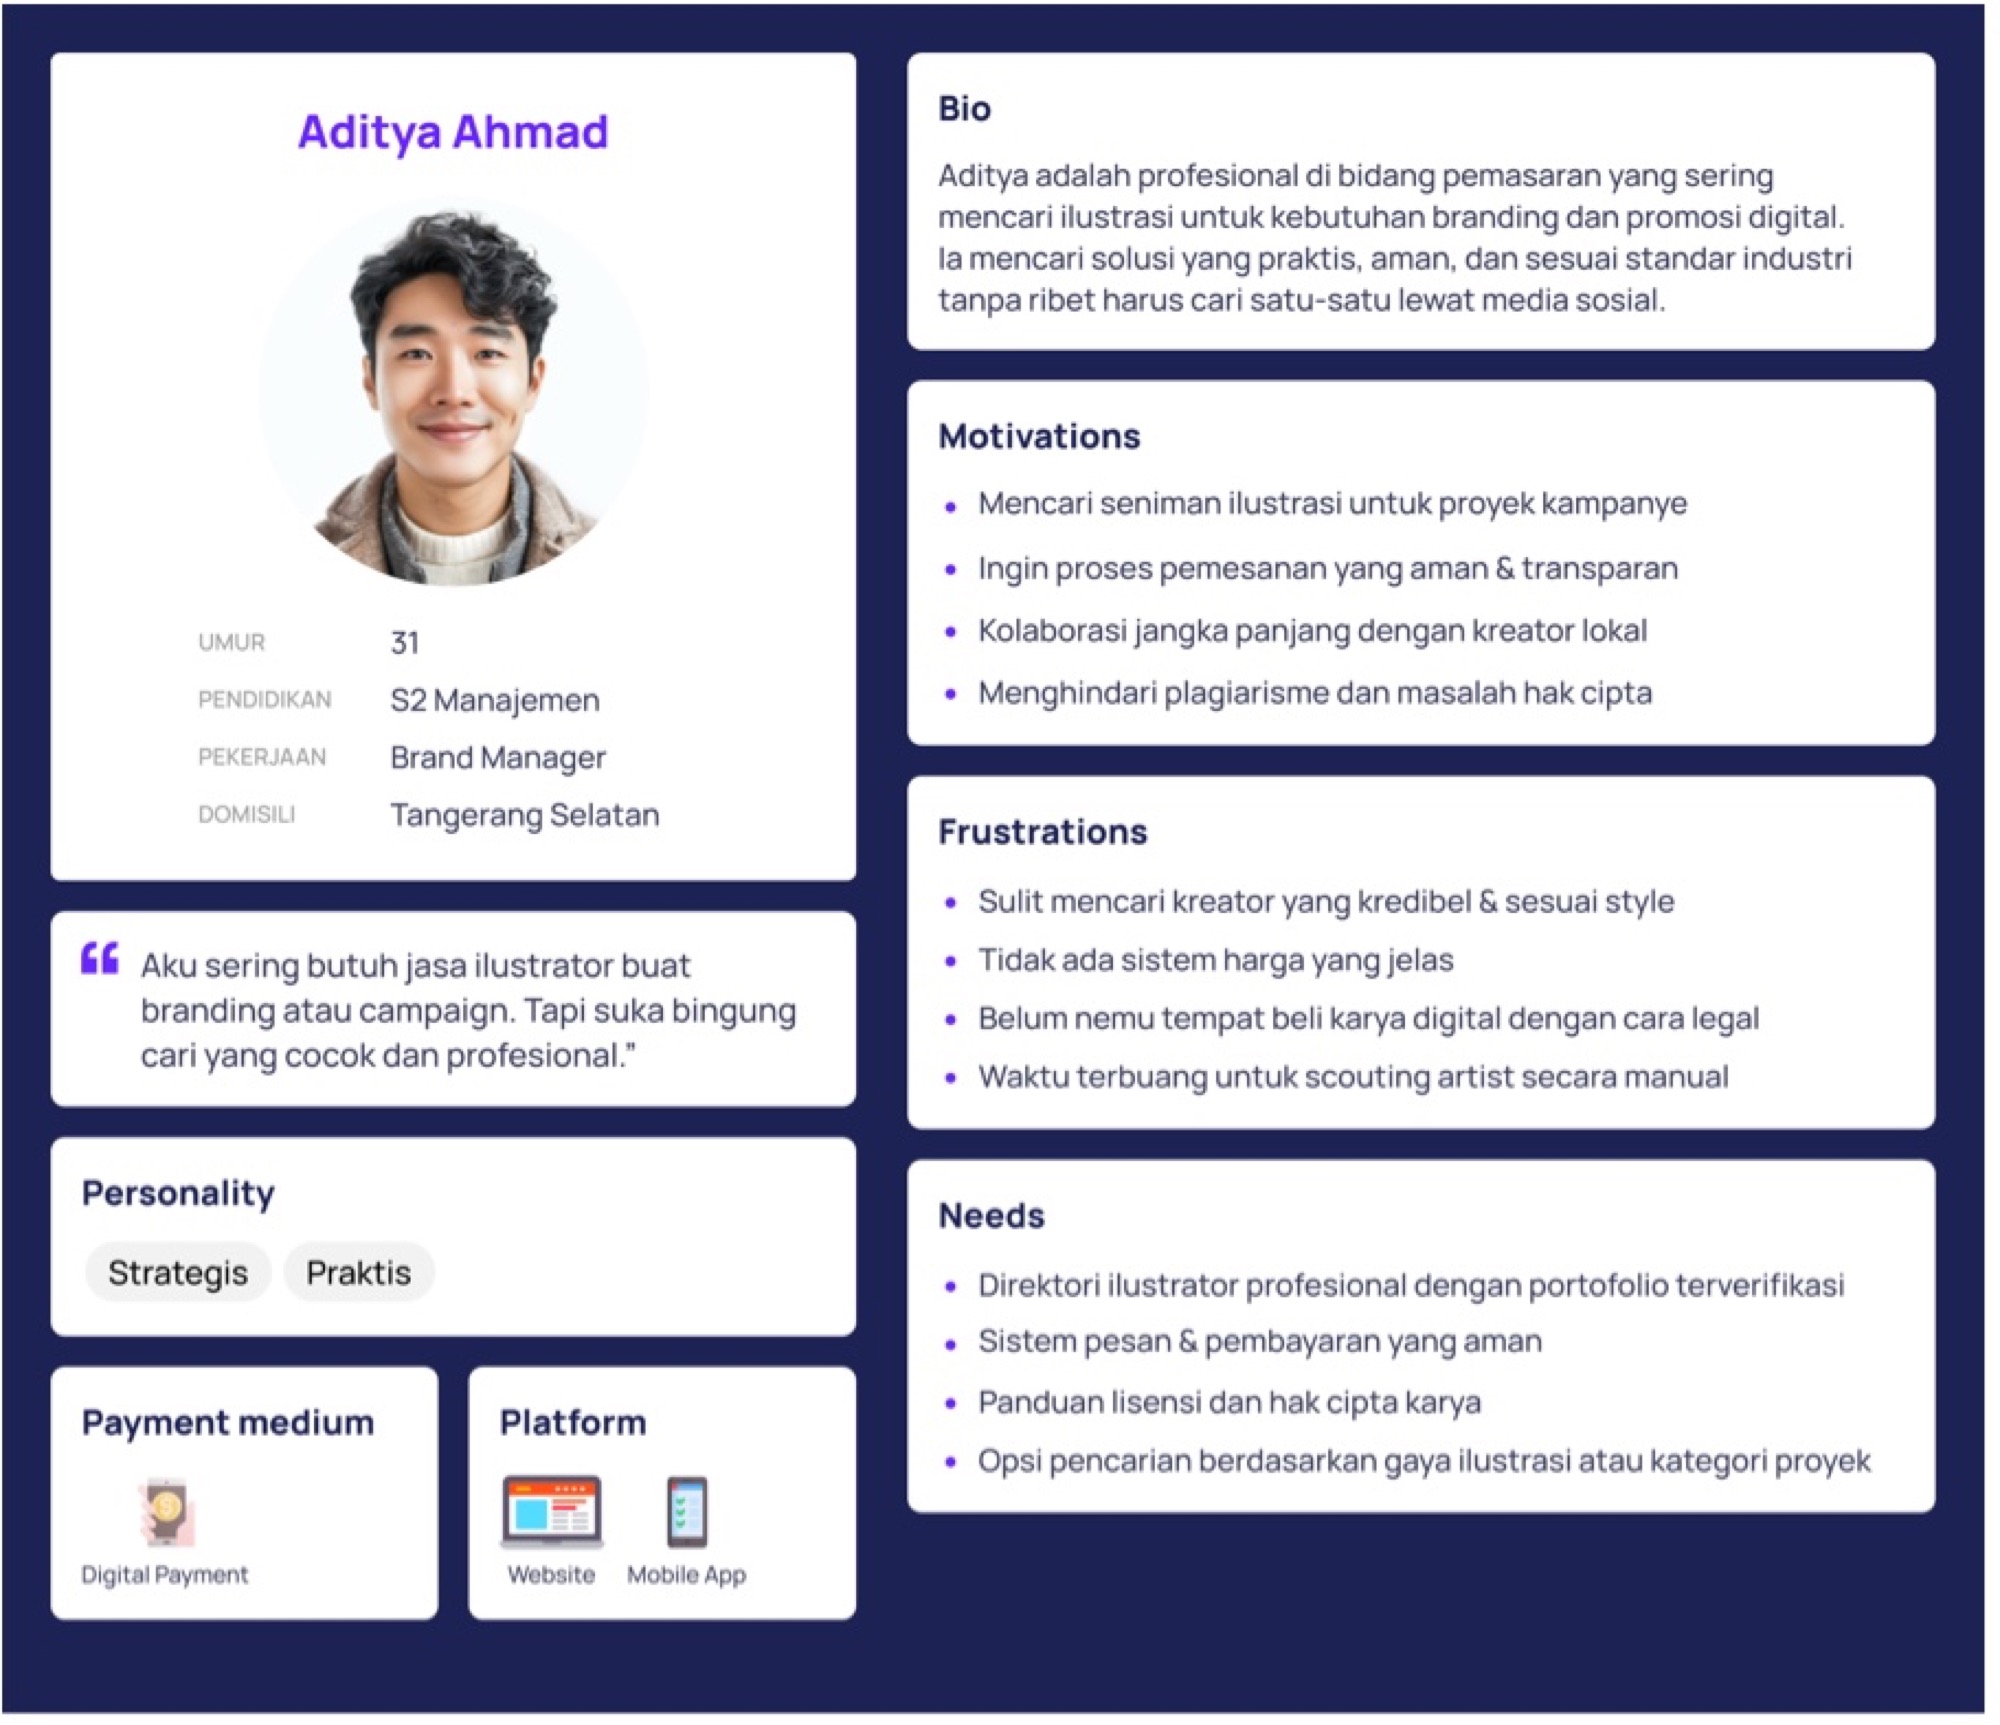 Aditya Ahmad
UMUR 31
PENDIDIKAN S2 Manajemen
PEKERJAAN Brand Manager
DOMISILI Tangerang Selatan
“ Aku sering butuh jasa ilustrator buat
branding atau campaign. Tapi suka bingung
cari yang cocok dan profesional.”
Personality
Strategis Praktis
Payment medium
Digital Payment
Platform
Website Mobile App
Bio
Aditya adalah profesional di bidang pemasaran yang sering
mencari ilustrasi untuk kebutuhan branding dan promosi digital.
Ia mencari solusi yang praktis, aman, dan sesuai standar industri
tanpa ribet harus cari satu-satu lewat media sosial.
Motivations
• Mencari seniman ilustrasi untuk proyek kampanye
• Ingin proses pemesanan yang aman & transparan
• Kolaborasi jangka panjang dengan kreator lokal
• Menghindari plagiarisme dan masalah hak cipta
Frustrations
• Sulit mencari kreator yang kredibel & sesuai style
• Tidak ada sistem harga yang jelas
• Belum nemu tempat beli karya digital dengan cara legal
• Waktu terbuang untuk scouting artist secara manual
Needs
• Direktori ilustrator profesional dengan portofolio terverifikasi
• Sistem pesan & pembayaran yang aman
• Panduan lisensi dan hak cipta karya
• Opsi pencarian berdasarkan gaya ilustrasi atau kategori proyek